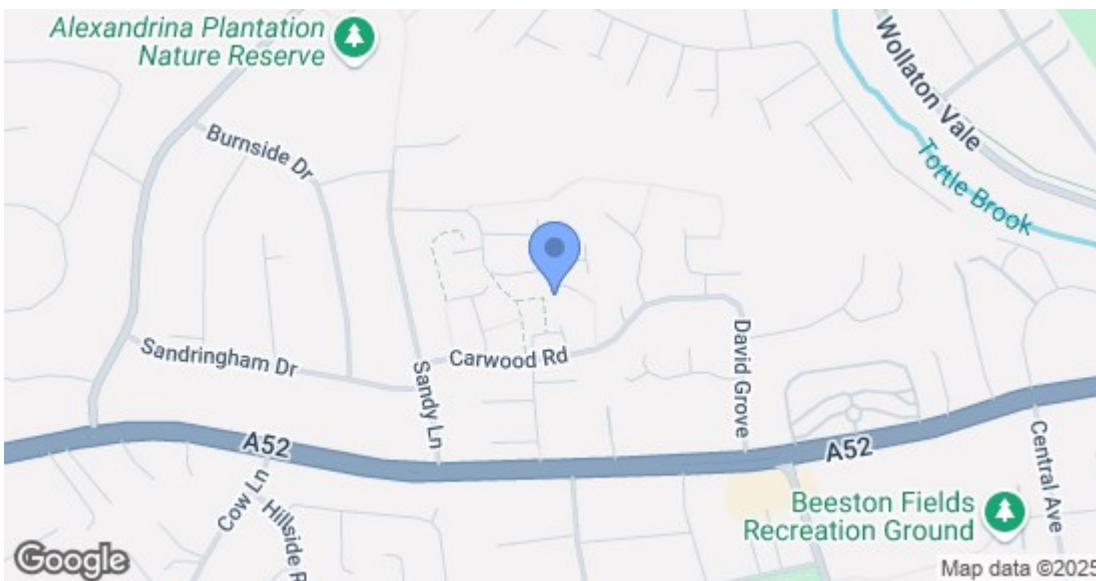 Alexandrina Plantation
Nature Reserve
Wollaton Vale
Burnside Dr
Tottle Brook
Sandringham Dr
Carwood Rd
Sandy Ln
David Grove
A52
A52
Cow Ln
Hillside R
Central Ave
Beeston Fields
Recreation Ground
Google
Map data ©2025